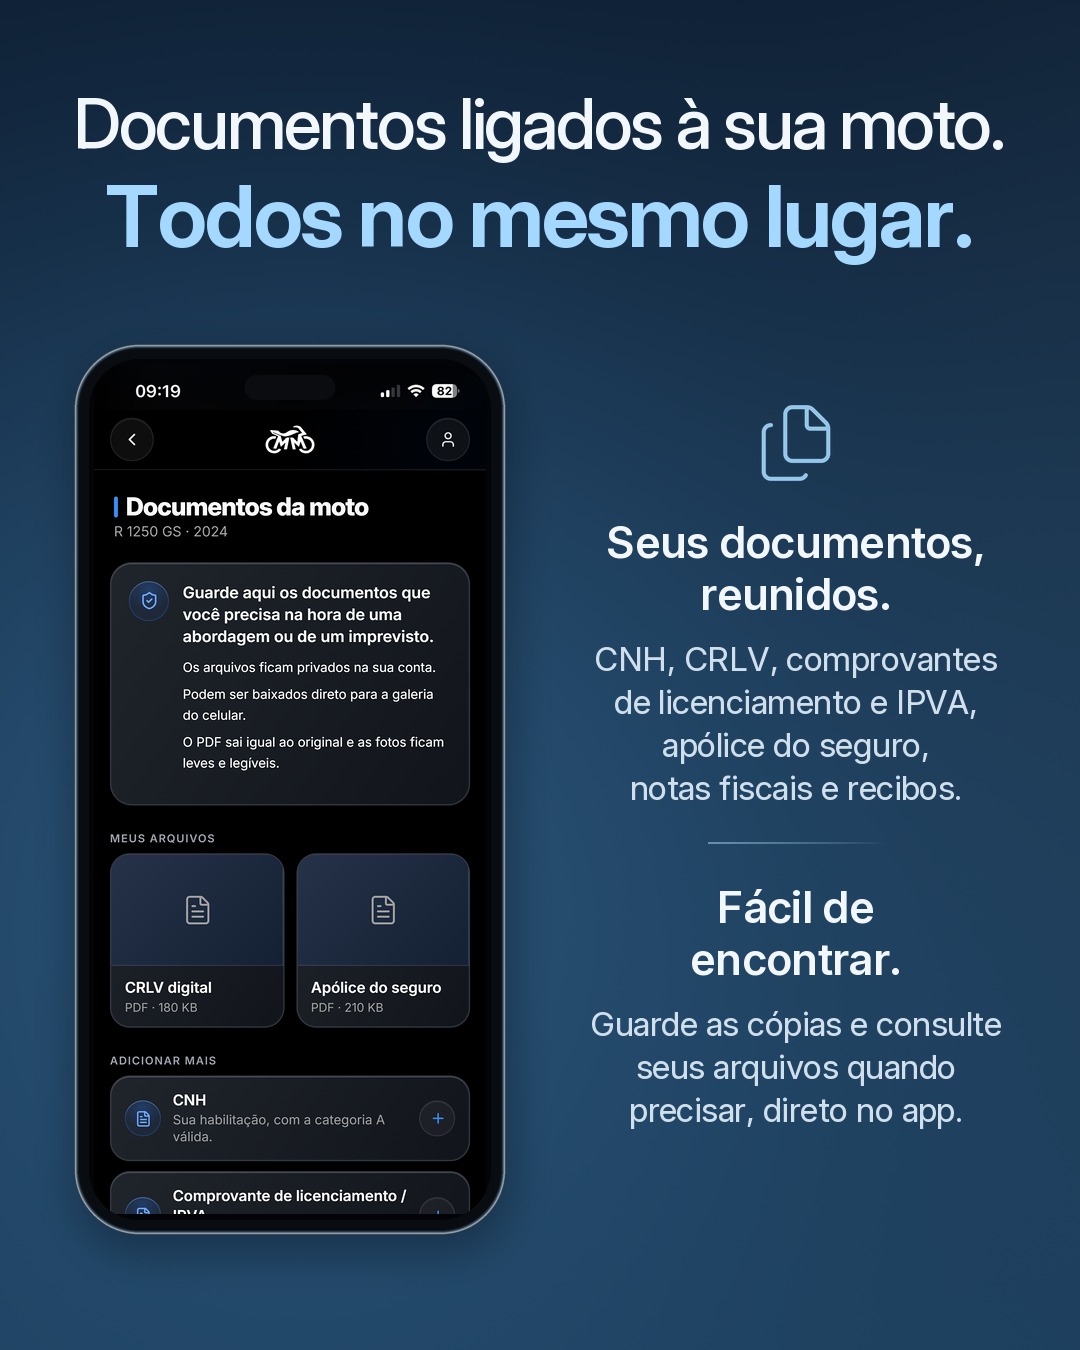 Documentos ligados à sua moto.
Todos no mesmo lugar.
09:19
82
MM
Documentos da moto
R 1250 GS · 2024
Guarde aqui os documentos que
você precisa na hora de uma
abordagem ou de um imprevisto.
Os arquivos ficam privados na sua conta.
Podem ser baixados direto para a galeria
do celular.
O PDF sai igual ao original e as fotos ficam
leves e legíveis.
MEUS ARQUIVOS
CRLV digital
PDF · 180 KB
Apólice do seguro
PDF · 210 KB
ADICIONAR MAIS
CNH
Sua habilitação, com a categoria A
válida.
Comprovante de licenciamento /
IPVA
Seus documentos,
reunidos.
CNH, CRLV, comprovantes
de licenciamento e IPVA,
apólice do seguro,
notas fiscais e recibos.
Fácil de
encontrar.
Guarde as cópias e consulte
seus arquivos quando
precisar, direto no app.